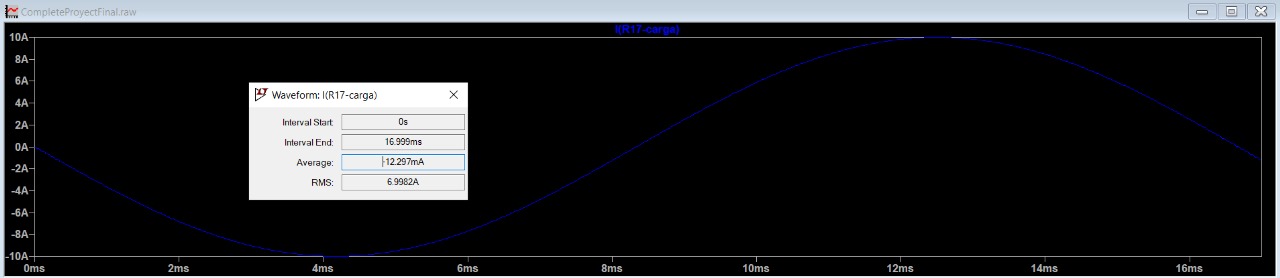 CompleteProyectFinal.raw
I(R17-carga)
10A
8A
6A
4A
2A
0A
-2A
-4A
-6A
-8A
-10A
Waveform: I(R17-carga)
Interval Start: 0s
Interval End: 16.999ms
Average: -12.297mA
RMS: 6.9982A
0ms 2ms 4ms 6ms 8ms 10ms 12ms 14ms 16ms